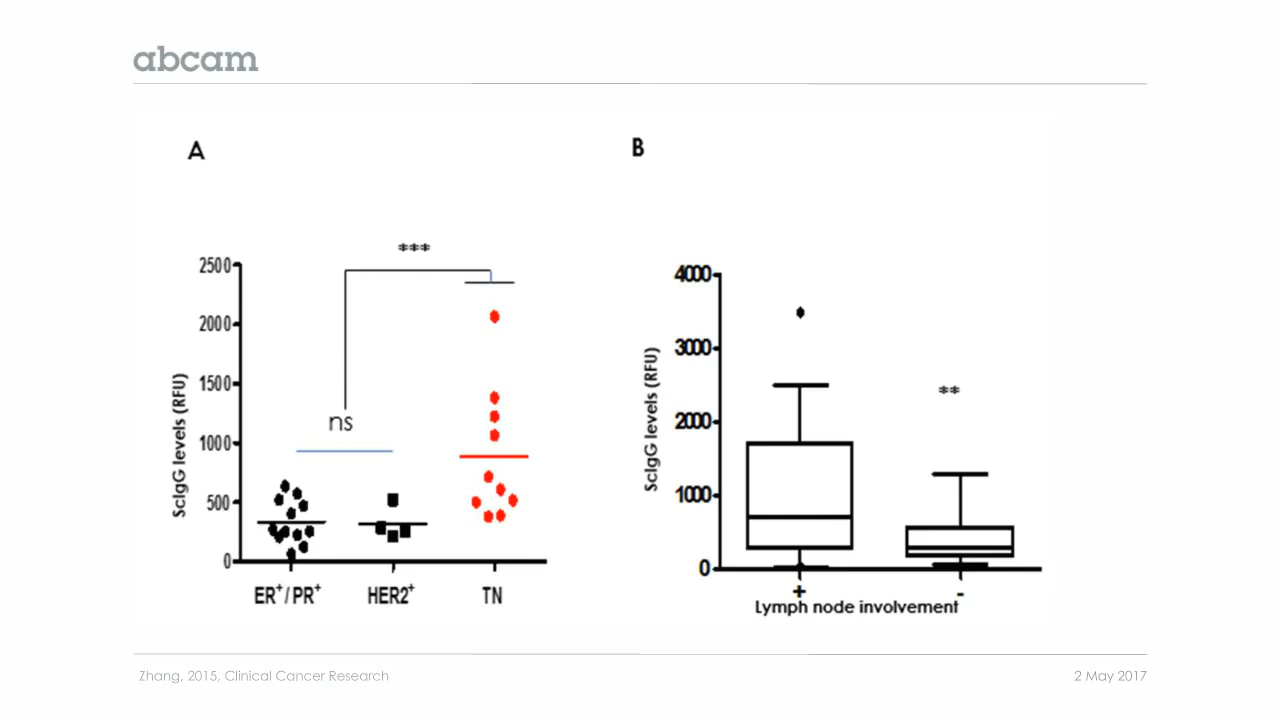 abcam
A
B
***
2500
2000
1500
1000
500
0
ScIgG levels (RFU)
ns
ER⁺/ PR⁺
HER2⁺
TN
4000
3000
2000
1000
0
ScIgG levels (RFU)
**
+
-
Lymph node involvement
Zhang, 2015, Clinical Cancer Research
2 May 2017